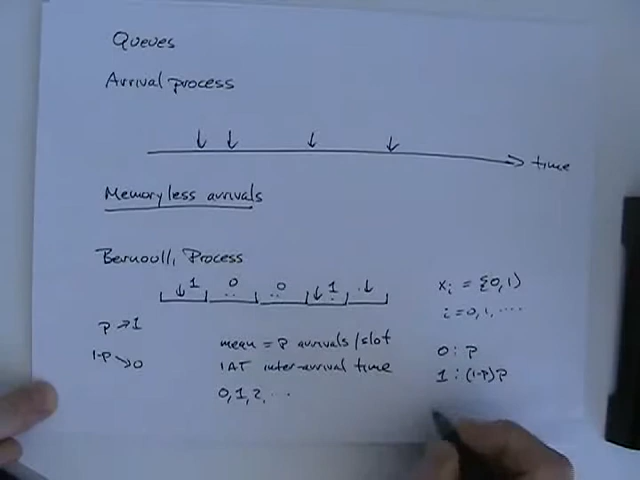 Queues
Arrival process
time
Memoryless arrivals
Bernoulli Process
1 0 0 1
x_i = {0,1)
i = 0, 1, ....
p → 1
1-p → 0
mean = p arrivals/slot
IAT inter-arrival time
0, 1, 2, ...
0 : p
1 : (1-p)p